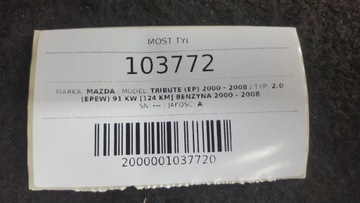 MOST TYŁ
103772
MARKA: MAZDA / MODEL: TRIBUTE (EP) 2000 - 2008 / TYP: 2.0
(EPEW) 91 KW [124 KM] BENZYNA 2000 - 2008
SK: --- / JAKOŚĆ: A
2000001037720